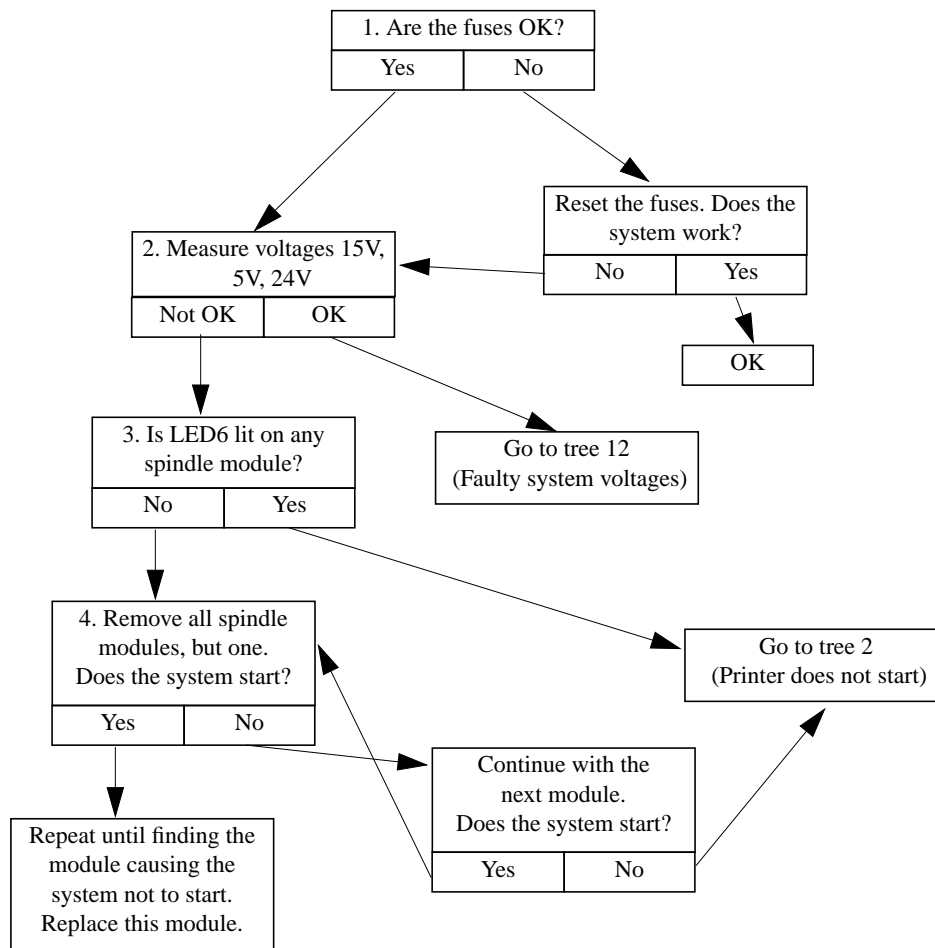 1. Are the fuses OK?
Yes
No
Reset the fuses. Does the
system work?
No
Yes
2. Measure voltages 15V,
5V, 24V
Not OK
OK
OK
3. Is LED6 lit on any
spindle module?
No
Yes
Go to tree 12
(Faulty system voltages)
4. Remove all spindle
modules, but one.
Does the system start?
Yes
No
Go to tree 2
(Printer does not start)
Continue with the
next module.
Does the system start?
Yes
No
Repeat until finding the
module causing the
system not to start.
Replace this module.